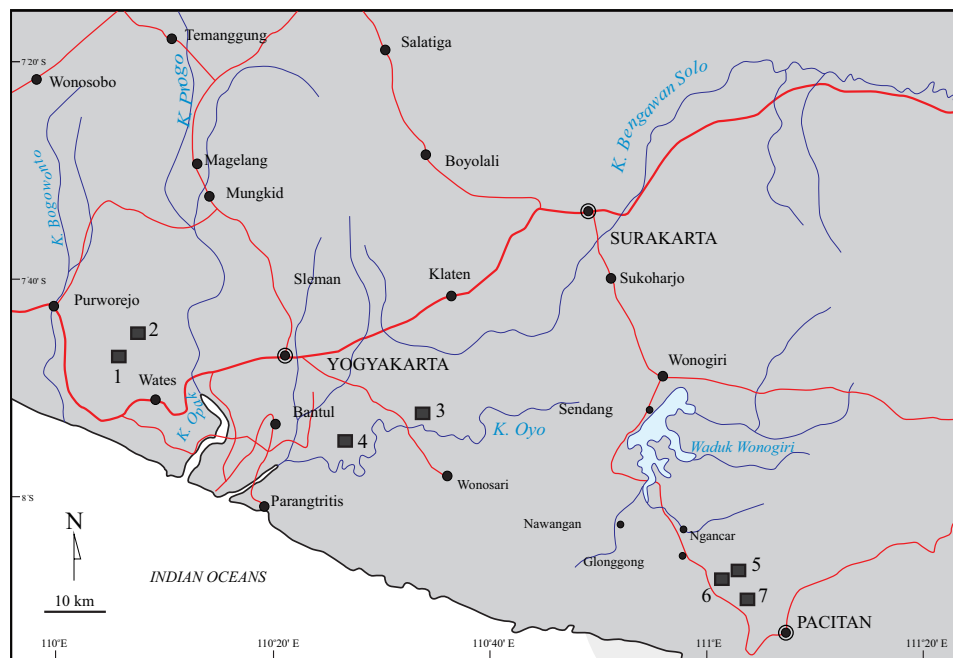 Temanggung
Salatiga
7˚20' S
Wonosobo
K. Progo
K. Bengawan Solo
Magelang
Boyolali
Mungkid
K. Bogowonto
SURAKARTA
7˚40' S
Sleman
Klaten
Sukoharjo
Purworejo
2
1
YOGYAKARTA
Wonogiri
Wates
K. Opak
Bantul
3
Sendang
4
K. Oyo
Waduk Wonogiri
Wonosari
8˚S
Parangtritis
N
Nawangan
Ngancar
Glonggong
INDIAN OCEANS
5
6
7
10 km
PACITAN
110˚E
110˚20' E
110˚40' E
111˚E
111˚20' E